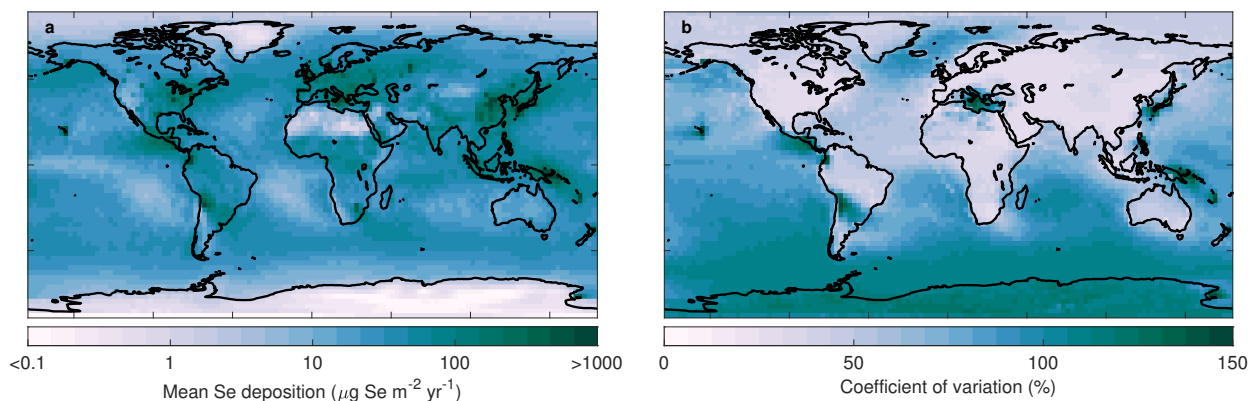 a
b
<0.1 1 10 100 >1000
Mean Se deposition (μg Se m⁻² yr⁻¹)
0 50 100 150
Coefficient of variation (%)